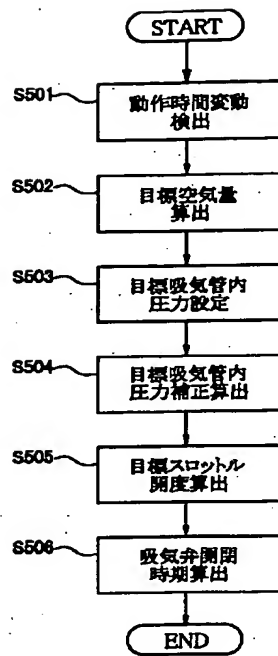 START
S501
動作時間変動
検出
S502
目標空気量
算出
S503
目標吸気管内
圧力設定
S504
目標吸気管内
圧力補正算出
S505
目標スロットル
開度算出
S506
吸気弁開閉
時期算出
END